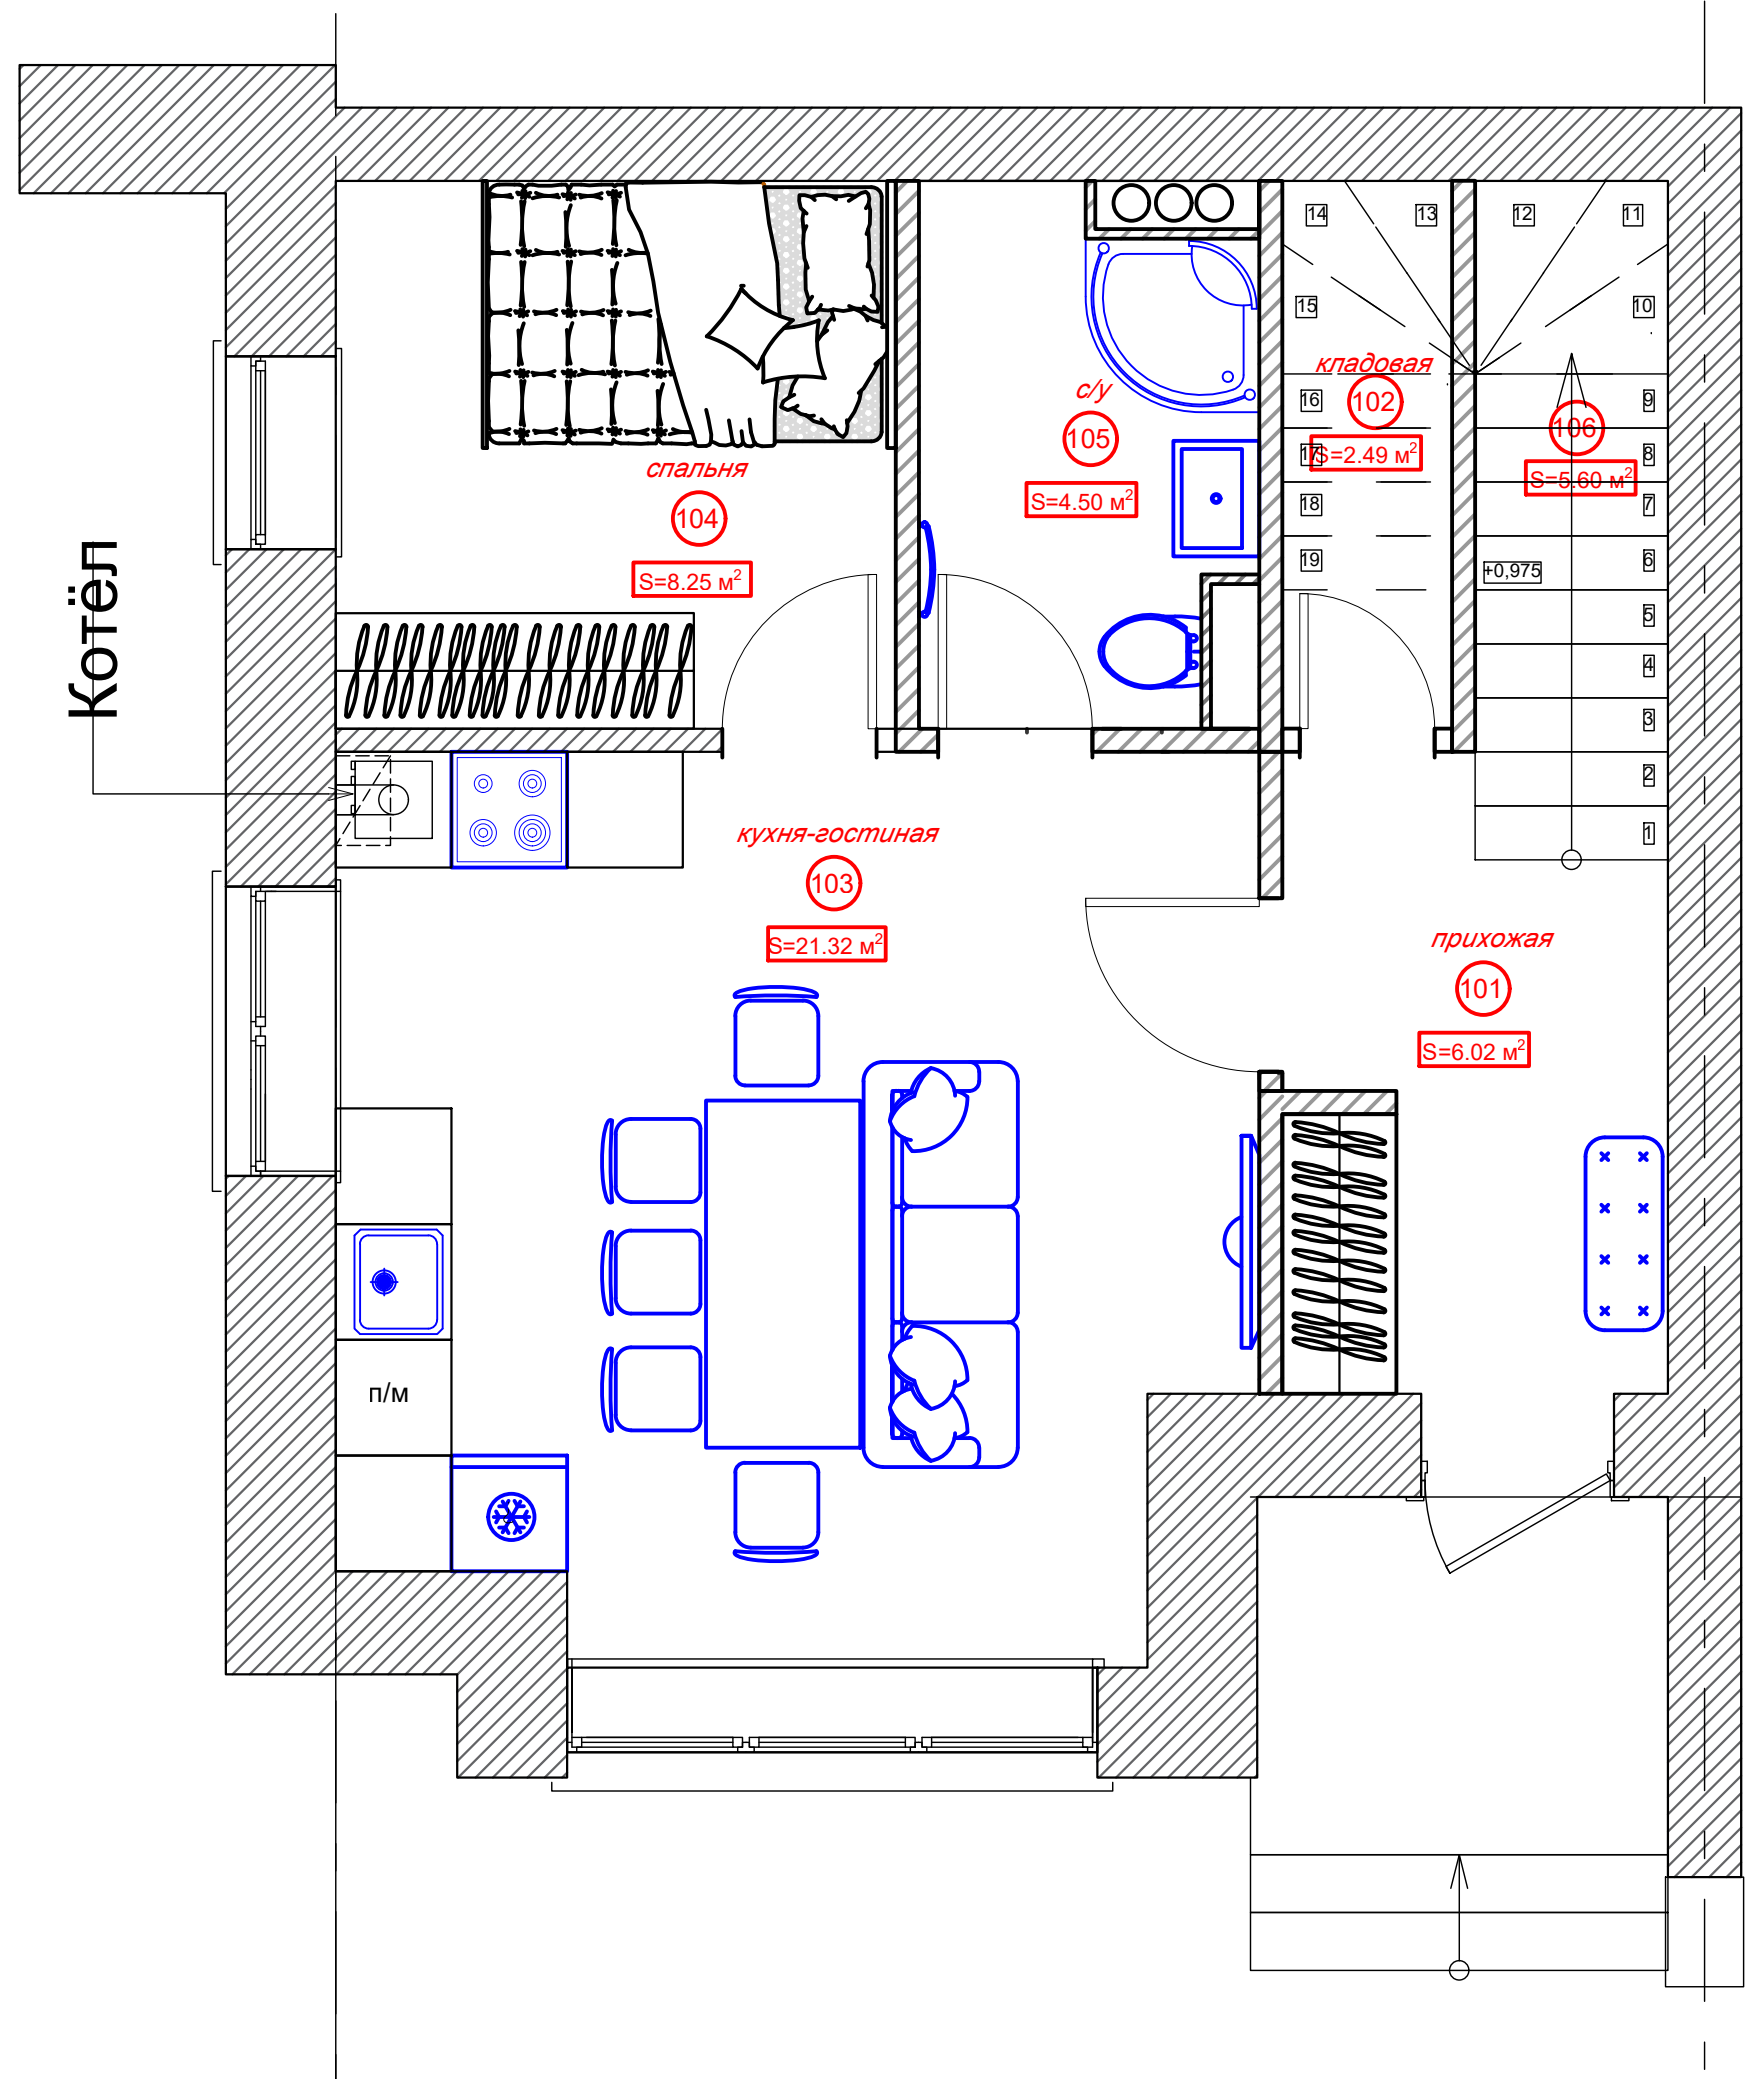 14
13
12
11
15
10
кладовая
102
S=2.49 м²
16
17
18
19
106
S=5.60 м²
9
8
7
6
+0,975
5
4
3
2
1
с/у
105
S=4.50 м²
спальня
104
S=8.25 м²
Котёл
кухня-гостиная
103
S=21.32 м²
прихожая
101
S=6.02 м²
п/м